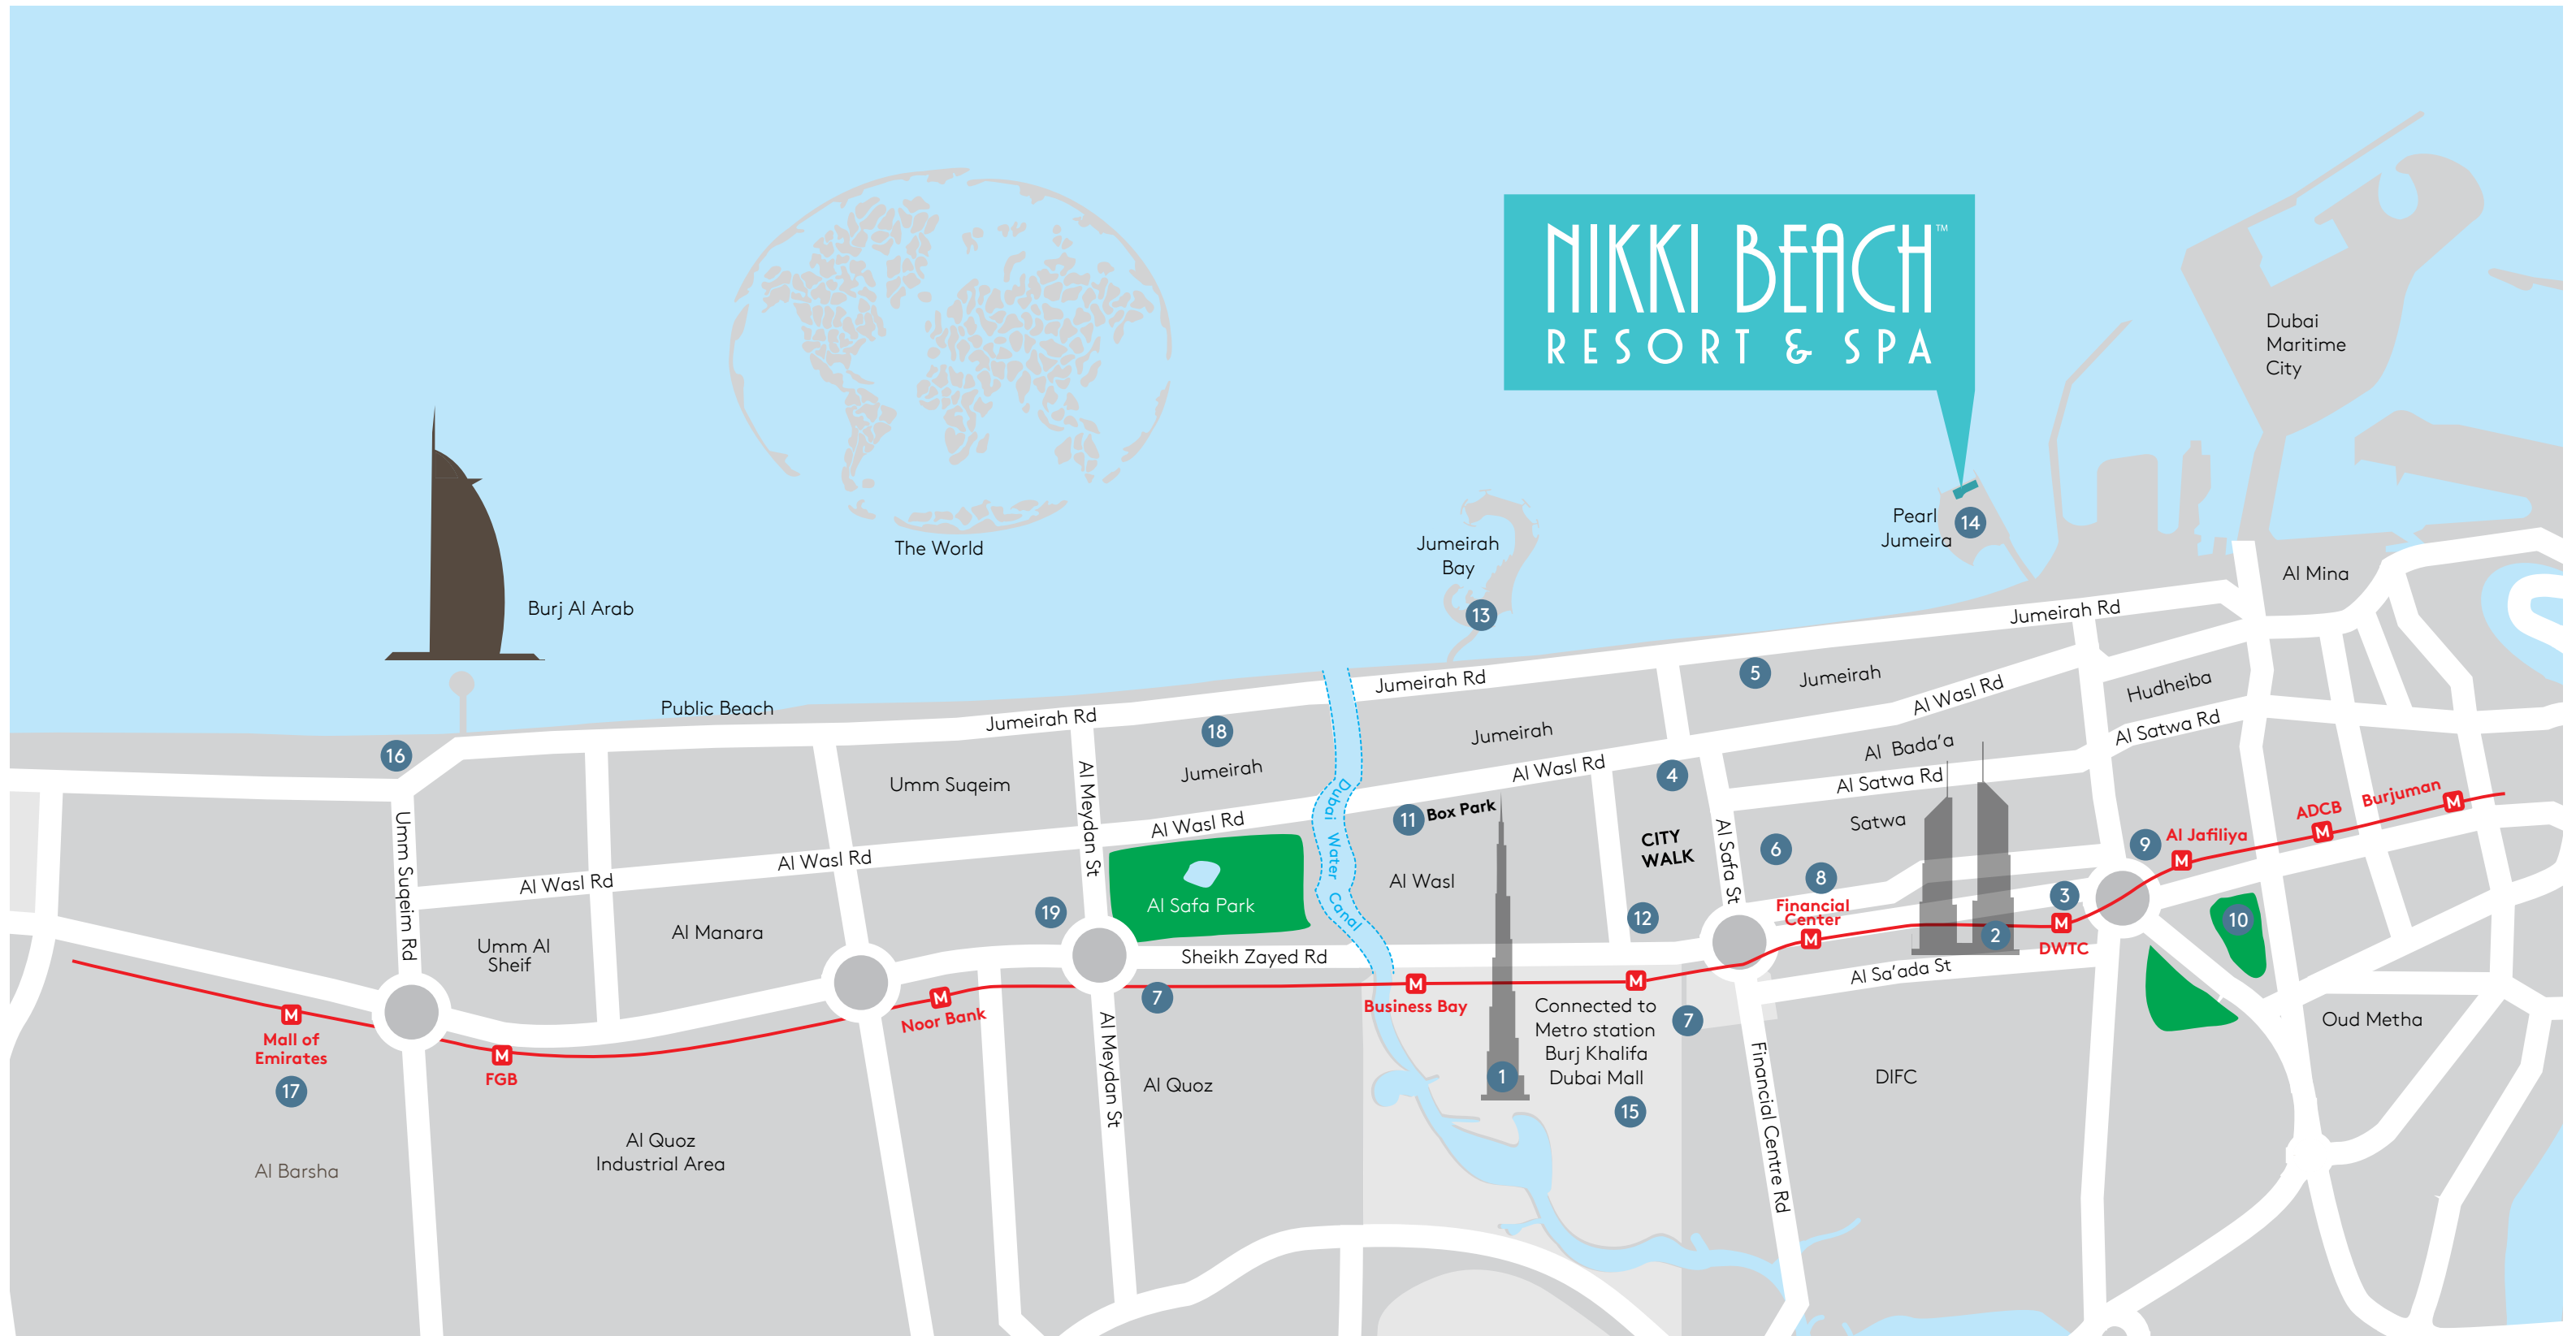 NIKKI BEACH™
RESORT & SPA
Dubai
Maritime
City
Pearl
Jumeira
14
The World
Jumeirah
Bay
13
Burj Al Arab
Al Mina
Jumeirah Rd
Public Beach
Jumeirah Rd
Jumeirah Rd
5
Jumeirah
Al Wasl Rd
Hudheiba
Al Satwa Rd
16
18
Jumeirah
Jumeirah
Al Bada'a
Al Satwa Rd
Umm Suqeim
Al Meydan St
Dubai Water Canal
Al Wasl Rd
4
11
Box Park
CITY
WALK
Al Safa St
6
Satwa
8
Burjuman
M
ADCB
M
Al Jafiliya
M
9
Umm Suqeim Rd
Al Wasl Rd
Al Wasl Rd
Al Wasl Rd
Al Safa Park
Al Wasl
12
Financial
Center
M
3
M
DWTC
2
10
19
Umm Al
Sheif
Al Manara
Sheikh Zayed Rd
Al Sa'ada St
M
Mall of
Emirates
17
M
FGB
M
Noor Bank
7
M
Business Bay
M
Connected to
Metro station
Burj Khalifa
Dubai Mall
15
7
1
Oud Metha
DIFC
Financial Centre Rd
Al Meydan St
Al Quoz
Al Quoz
Industrial Area
Al Barsha